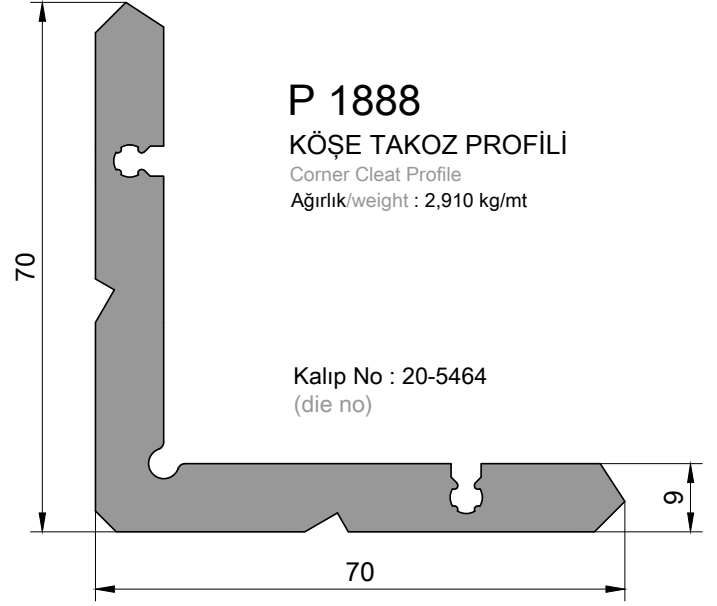 P 1888
KÖŞE TAKOZ PROFİLİ
Corner Cleat Profile
Ağırlık/weight : 2,910 kg/mt
70
Kalıp No : 20-5464
(die no)
9
70